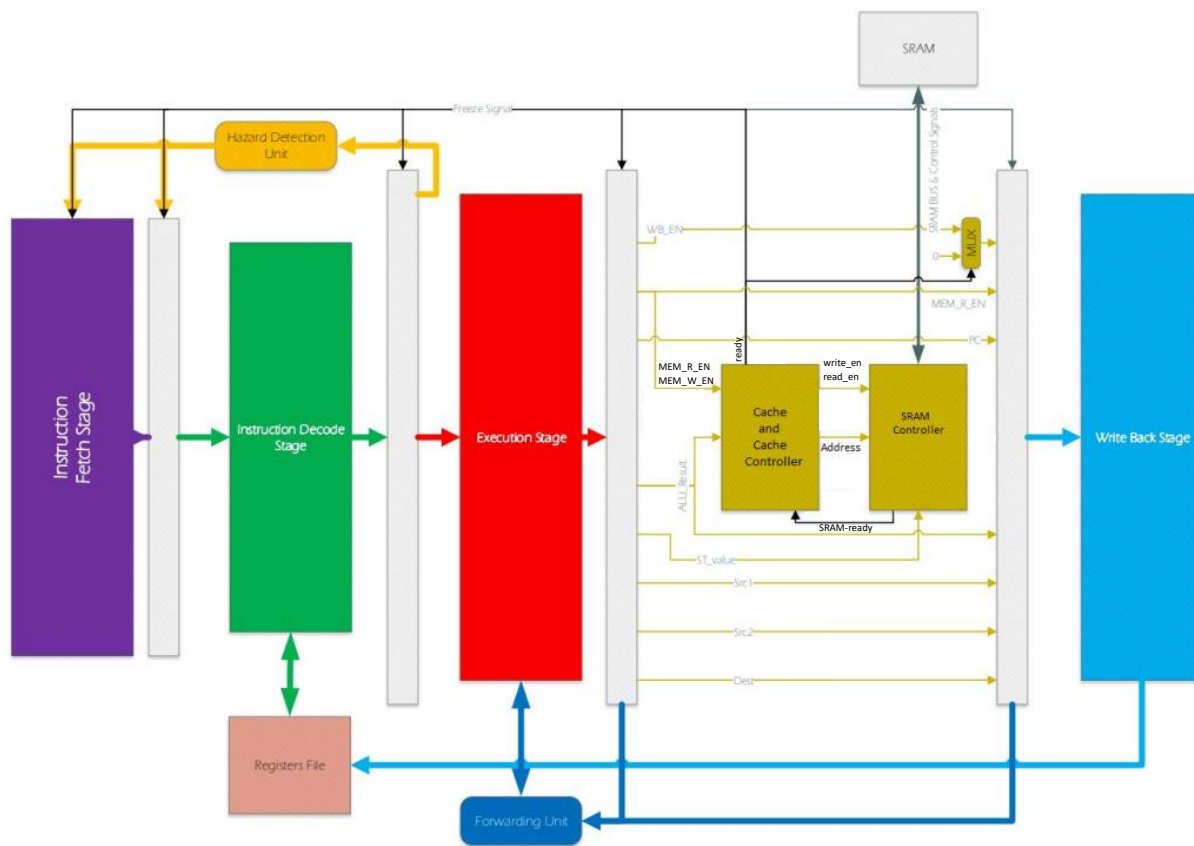 SRAM
Freeze Signal
Hazard Detection
Unit
SRAM BUS & Control Signals
WB_EN
0
MUX
MEM_R_EN
PC
ready
MEM_R_EN
MEM_W_EN
write_en
read_en
Instruction
Fetch Stage
Instruction Decode
Stage
Execution Stage
Cache
and
Cache
Controller
SRAM
Controller
Address
Write Back Stage
ALU_Result
SRAM-ready
ST_value
Src1
Src2
Dest
Registers File
Forwarding Unit